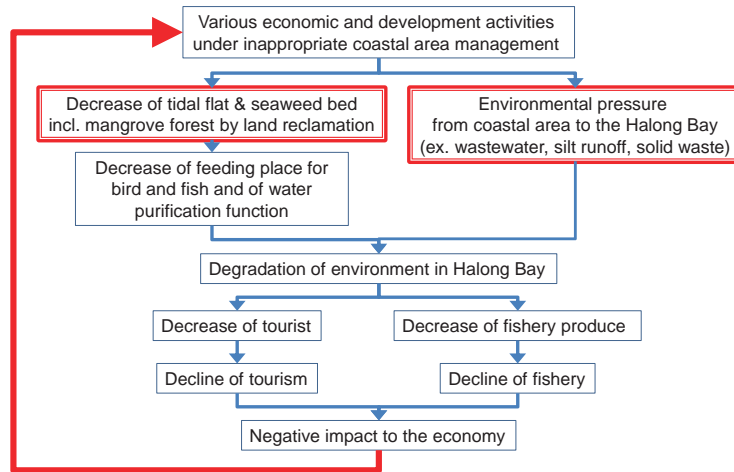 Various economic and development activities
under inappropriate coastal area management
Decrease of tidal flat & seaweed bed
incl. mangrove forest by land reclamation
Environmental pressure
from coastal area to the Halong Bay
(ex. wastewater, silt runoff, solid waste)
Decrease of feeding place for
bird and fish and of water
purification function
Degradation of environment in Halong Bay
Decrease of tourist
Decrease of fishery produce
Decline of tourism
Decline of fishery
Negative impact to the economy